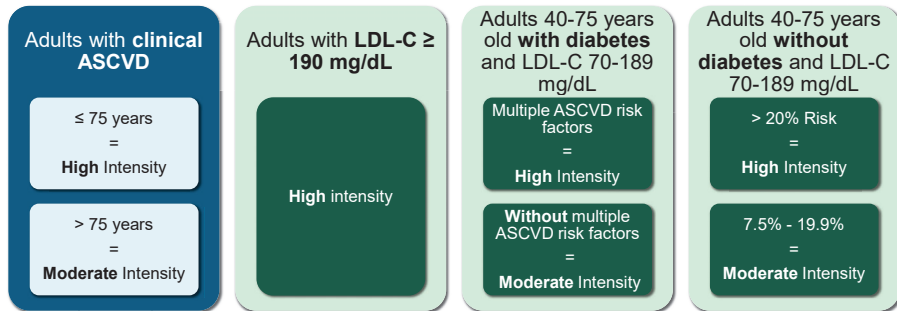 Adults with clinical
ASCVD
≤ 75 years
=
High Intensity
> 75 years
=
Moderate Intensity
Adults with LDL-C ≥
190 mg/dL
High intensity
Adults 40-75 years
old with diabetes
and LDL-C 70-189
mg/dL
Multiple ASCVD risk
factors
=
High Intensity
Without multiple
ASCVD risk factors
=
Moderate Intensity
Adults 40-75 years
old without
diabetes and LDL-C
70-189 mg/dL
> 20% Risk
=
High Intensity
7.5% - 19.9%
=
Moderate Intensity